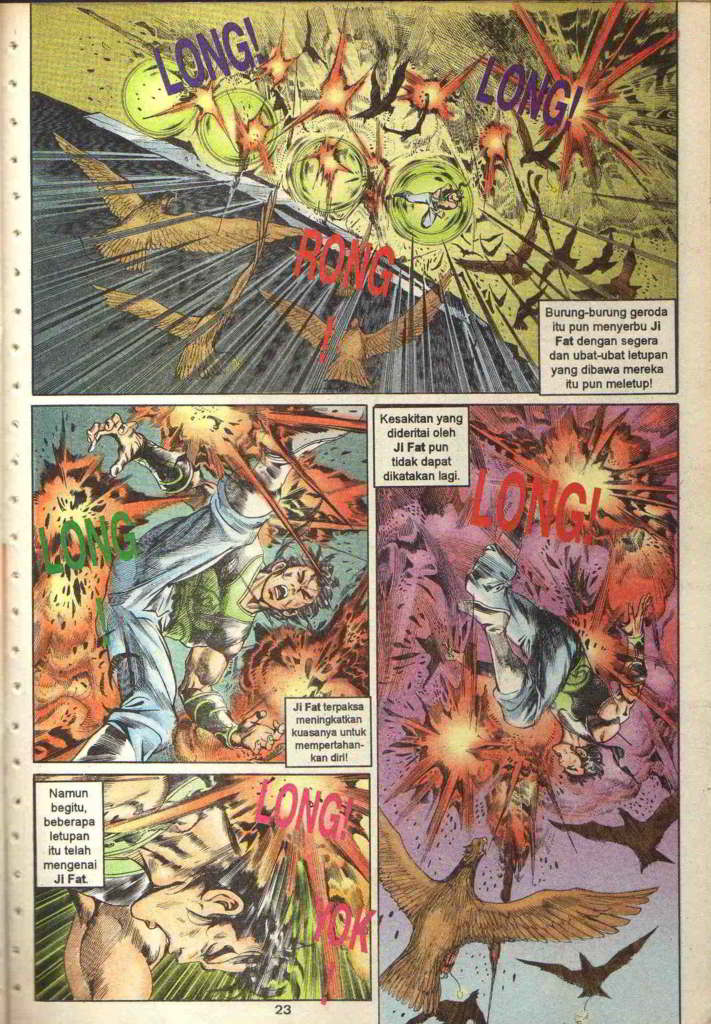 LONG!
LONG!
RONG
!
Burung-burung geroda
itu pun menyerbu Ji
Fat dengan segera
dan ubat-ubat letupan
yang dibawa mereka
itu pun meletup!
LONG
!
Ji Fat terpaksa
meningkatkan
kuasanya untuk
mempertahan-
kan diri!
Namun
begitu,
beberapa
letupan
itu telah
mengenai
Ji Fat.
LONG!
YOK
!
Kesakitan yang
dideritai oleh
Ji Fat pun
tidak dapat
dikatakan lagi.
LONG!
23